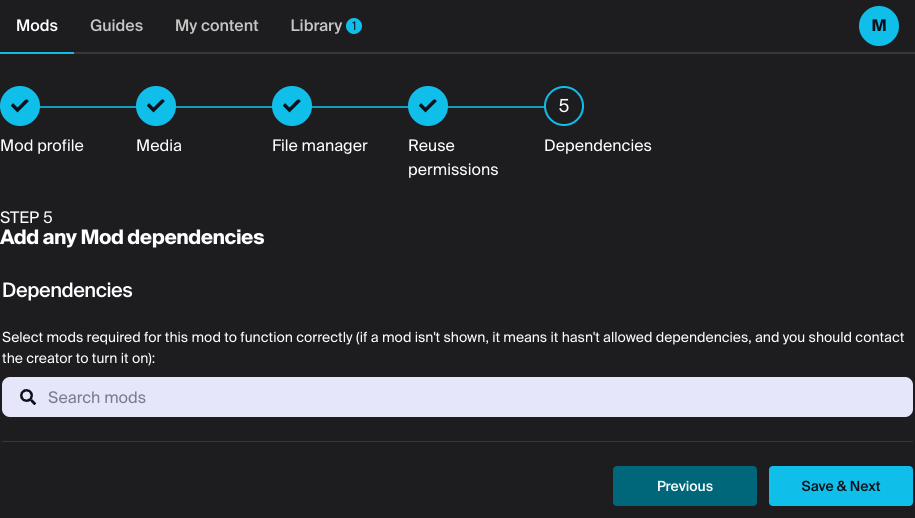 Mods Guides My content Library 1 M
5
Mod profile Media File manager Reuse permissions Dependencies
STEP 5
Add any Mod dependencies
Dependencies
Select mods required for this mod to function correctly (if a mod isn't shown, it means it hasn't allowed dependencies, and you should contact
the creator to turn it on):
Search mods
Previous Save & Next